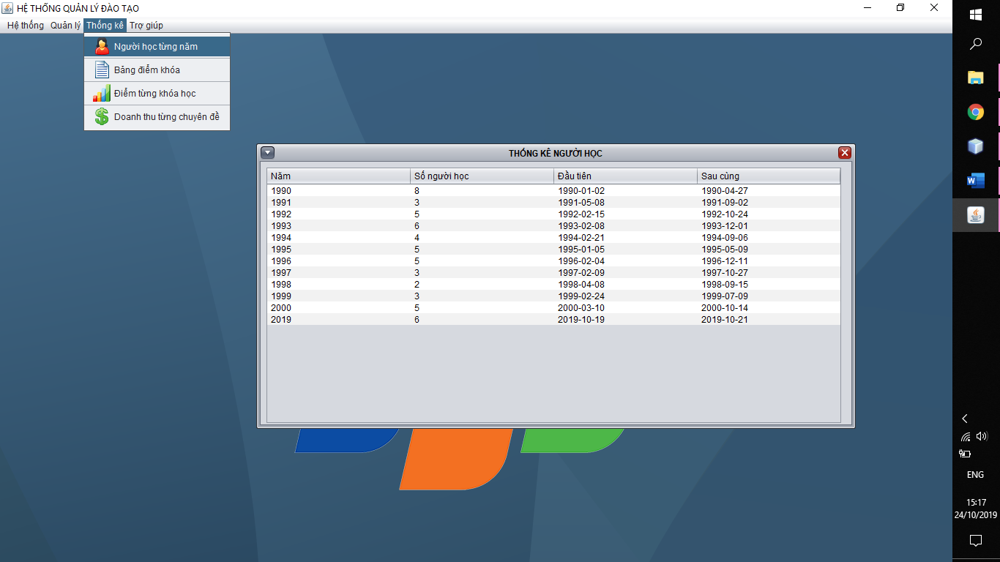 HỆ THỐNG QUẢN LÝ ĐÀO TẠO
Hệ thống Quản lý Thống kê Trợ giúp
Người học từng năm
Bảng điểm khóa
Điểm từng khóa học
Doanh thu từng chuyên đề
THÓNG KÊ NGƯỜI HỌC
Năm Số người học Đầu tiên Sau cùng
1990 8 1990-01-02 1990-04-27
1991 3 1991-05-08 1991-09-02
1992 5 1992-02-15 1992-10-24
1993 6 1993-02-08 1993-12-01
1994 4 1994-02-21 1994-09-06
1995 5 1995-01-05 1995-05-09
1996 5 1996-02-04 1996-12-11
1997 3 1997-02-09 1997-10-27
1998 2 1998-04-08 1998-09-15
1999 3 1999-02-24 1999-07-09
2000 5 2000-03-10 2000-10-14
2019 6 2019-10-19 2019-10-21
ENG
15:17
24/10/2019